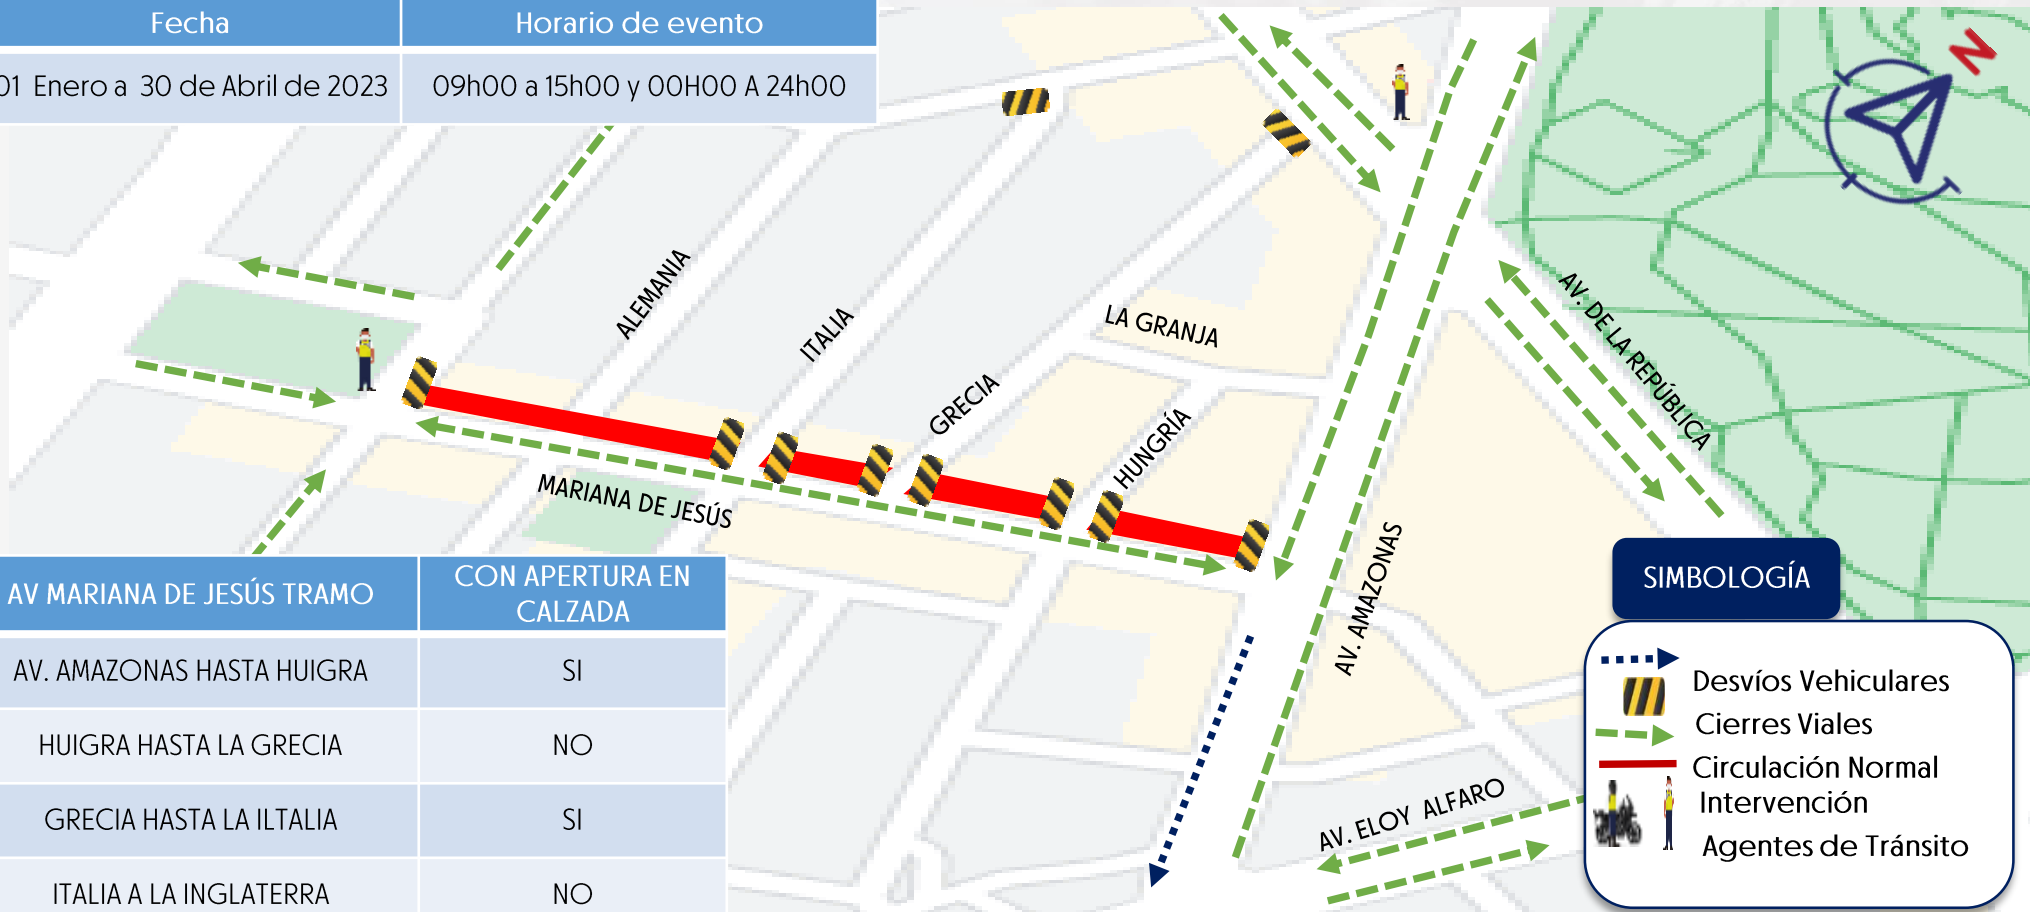 Fecha
Horario de evento
01 Enero a 30 de Abril de 2023
09h00 a 15h00 y 00H00 A 24h00
N
ALEMANIA
ITALIA
LA GRANJA
GRECIA
HUNGRÍA
AV. DE LA REPÚBLICA
MARIANA DE JESÚS
AV. AMAZONAS
AV. ELOY ALFARO
AV MARIANA DE JESÚS TRAMO
CON APERTURA EN
CALZADA
AV. AMAZONAS HASTA HUIGRA
SI
HUIGRA HASTA LA GRECIA
NO
GRECIA HASTA LA ILTALIA
SI
ITALIA A LA INGLATERRA
NO
SIMBOLOGÍA
Desvíos Vehiculares
Cierres Viales
Circulación Normal
Intervención
Agentes de Tránsito